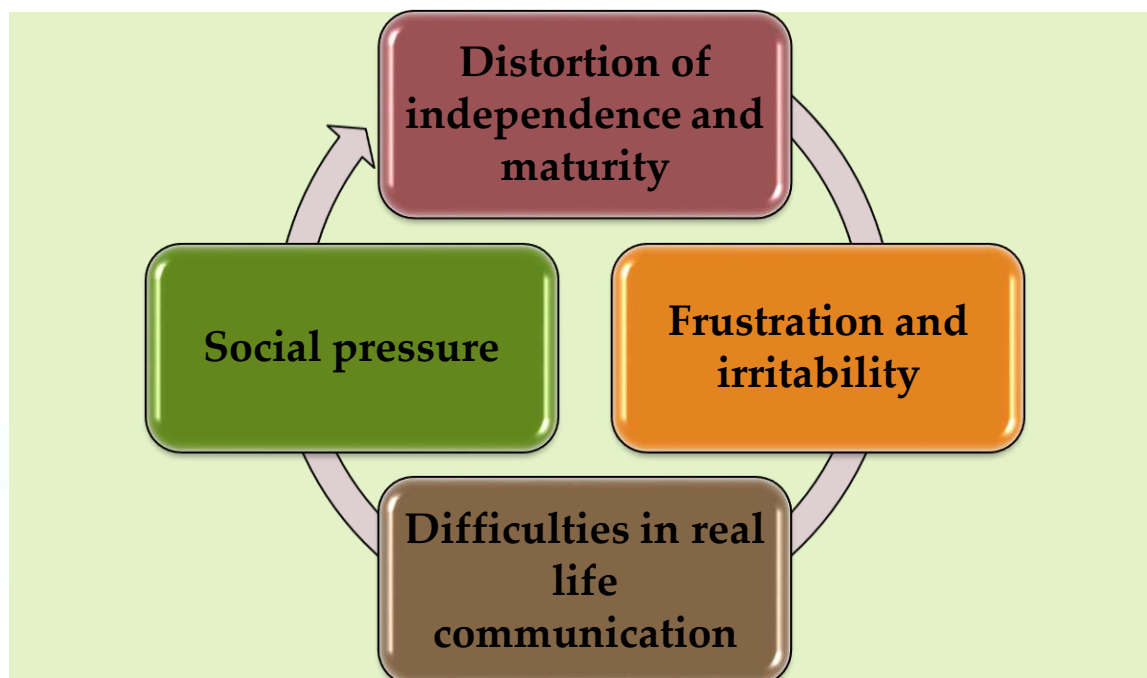 Distortion of
independence and
maturity
Social pressure
Frustration and
irritability
Difficulties in real
life
communication